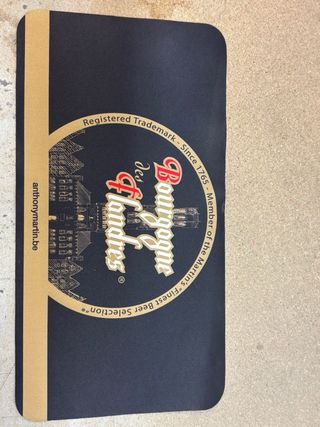 Registered Trademark - Since 1765 - Member of the Martin's "Finest Beer Selection"®
Bourgogne
des
Flandres®
anthonymartin.be